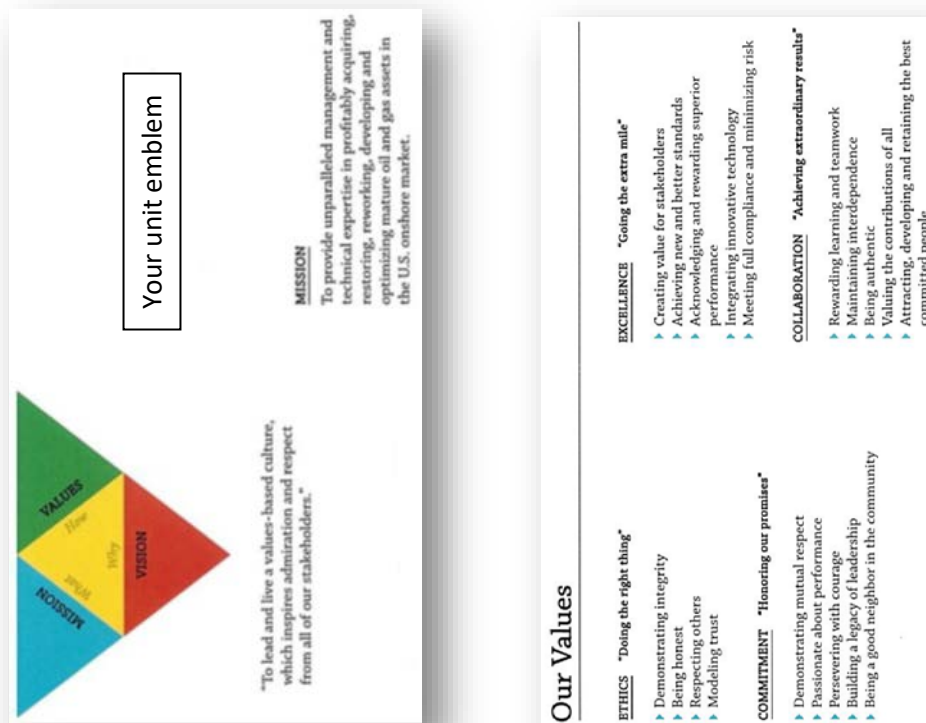 MISSION
VALUES
What
How
Why
VISION
"To lead and live a values-based culture,
which inspires admiration and respect
from all of our stakeholders."
Your unit emblem
MISSION
To provide unparalleled management and
technical expertise in profitably acquiring,
restoring, reworking, developing and
optimizing mature oil and gas assets in
the U.S. onshore market.
Our Values
ETHICS "Doing the right thing"
Demonstrating integrity
Being honest
Respecting others
Modeling trust
COMMITMENT "Honoring our promises"
Demonstrating mutual respect
Passionate about performance
Persevering with courage
Building a legacy of leadership
Being a good neighbor in the community
EXCELLENCE "Going the extra mile"
Creating value for stakeholders
Achieving new and better standards
Acknowledging and rewarding superior
performance
Integrating innovative technology
Meeting full compliance and minimizing risk
COLLABORATION "Achieving extraordinary results"
Rewarding learning and teamwork
Maintaining interdependence
Being authentic
Valuing the contributions of all
Attracting, developing and retaining the best
committed people